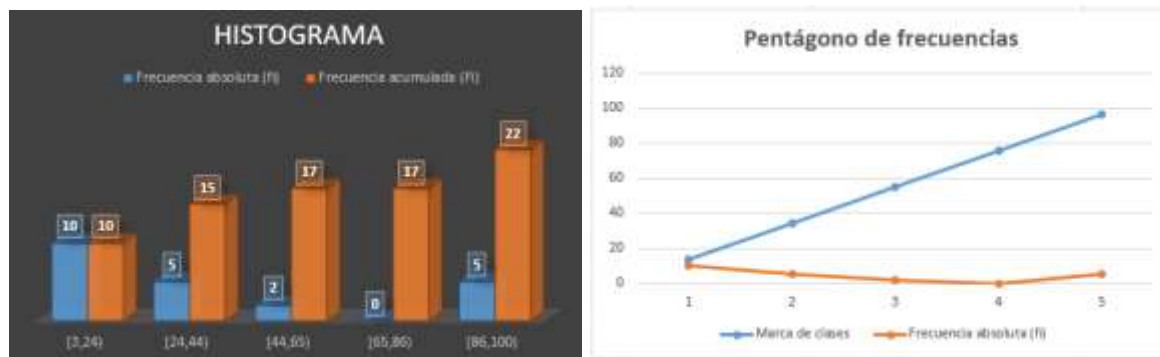 HISTOGRAMA
Frecuencia absoluta (fi) Frecuencia acumulada (Fi)
10 10 5 15 2 17 0 17 5 22
[3,24) [24,44) [44,65) [65,86) [86,100)
Pentágono de frecuencias
120
100
80
60
40
20
0
1 2 3 4 5
Marca de clases Frecuencia absoluta (fi)